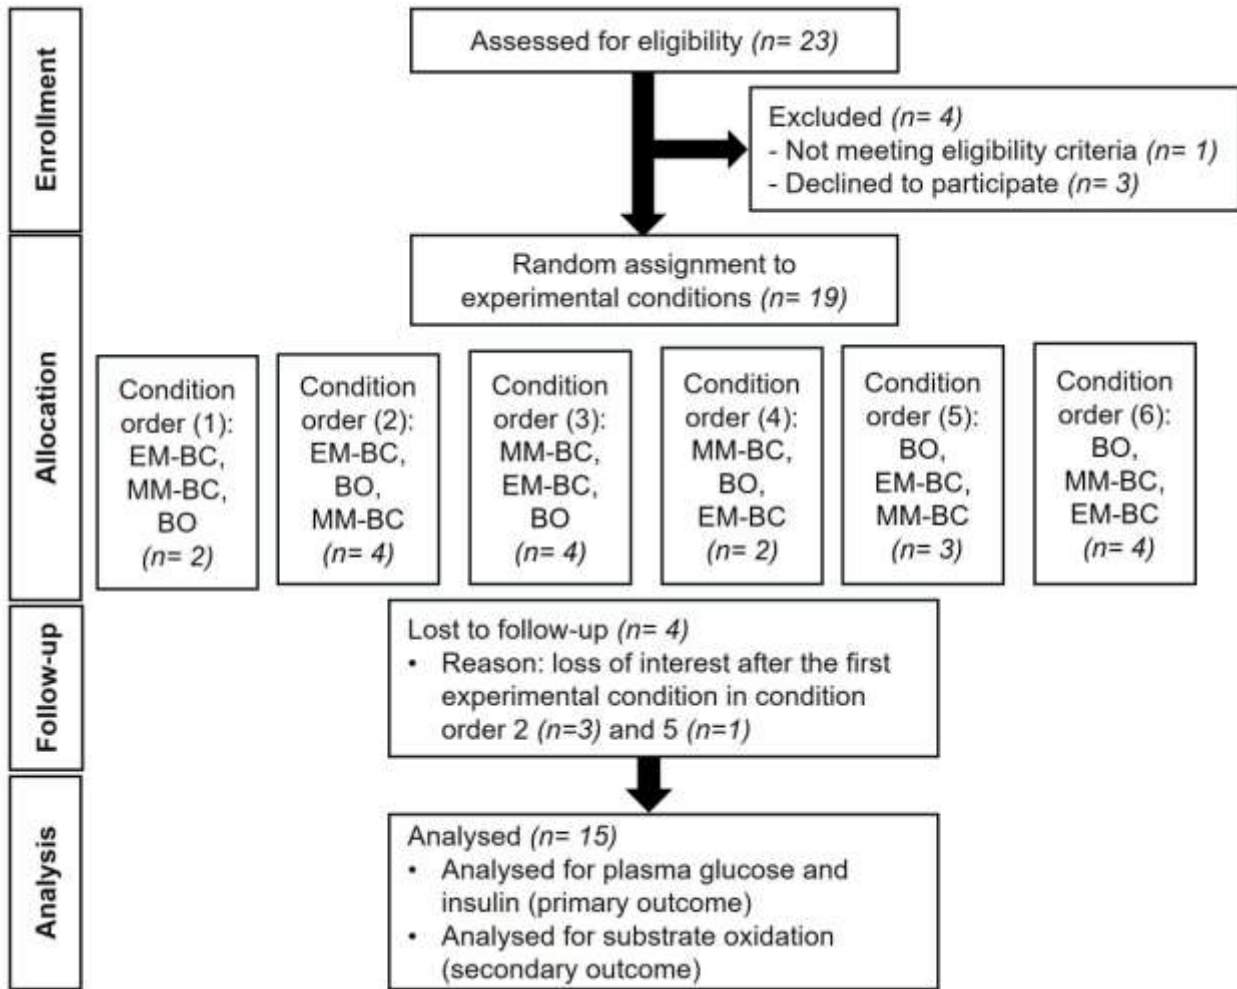 Enrollment
Assessed for eligibility (n= 23)
Excluded (n= 4)
- Not meeting eligibility criteria (n= 1)
- Declined to participate (n= 3)
Allocation
Random assignment to
experimental conditions (n= 19)
Condition
order (1):
EM-BC,
MM-BC,
BO
(n= 2)
Condition
order (2):
EM-BC,
BO,
MM-BC
(n= 4)
Condition
order (3):
MM-BC,
EM-BC,
BO
(n= 4)
Condition
order (4):
MM-BC,
BO,
EM-BC
(n= 2)
Condition
order (5):
BO,
EM-BC,
MM-BC
(n= 3)
Condition
order (6):
BO,
MM-BC,
EM-BC
(n= 4)
Follow-up
Lost to follow-up (n= 4)
• Reason: loss of interest after the first
experimental condition in condition
order 2 (n=3) and 5 (n=1)
Analysis
Analysed (n= 15)
• Analysed for plasma glucose and
insulin (primary outcome)
• Analysed for substrate oxidation
(secondary outcome)